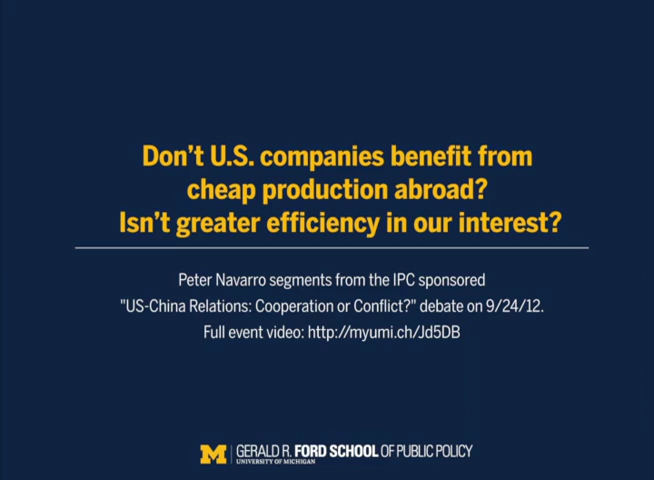 Don't U.S. companies benefit from
cheap production abroad?
Isn't greater efficiency in our interest?
Peter Navarro segments from the IPC sponsored
"US-China Relations: Cooperation or Conflict?" debate on 9/24/12.
Full event video: http://myumi.ch/Jd5DB
M GERALD R. FORD SCHOOL OF PUBLIC POLICY
UNIVERSITY OF MICHIGAN